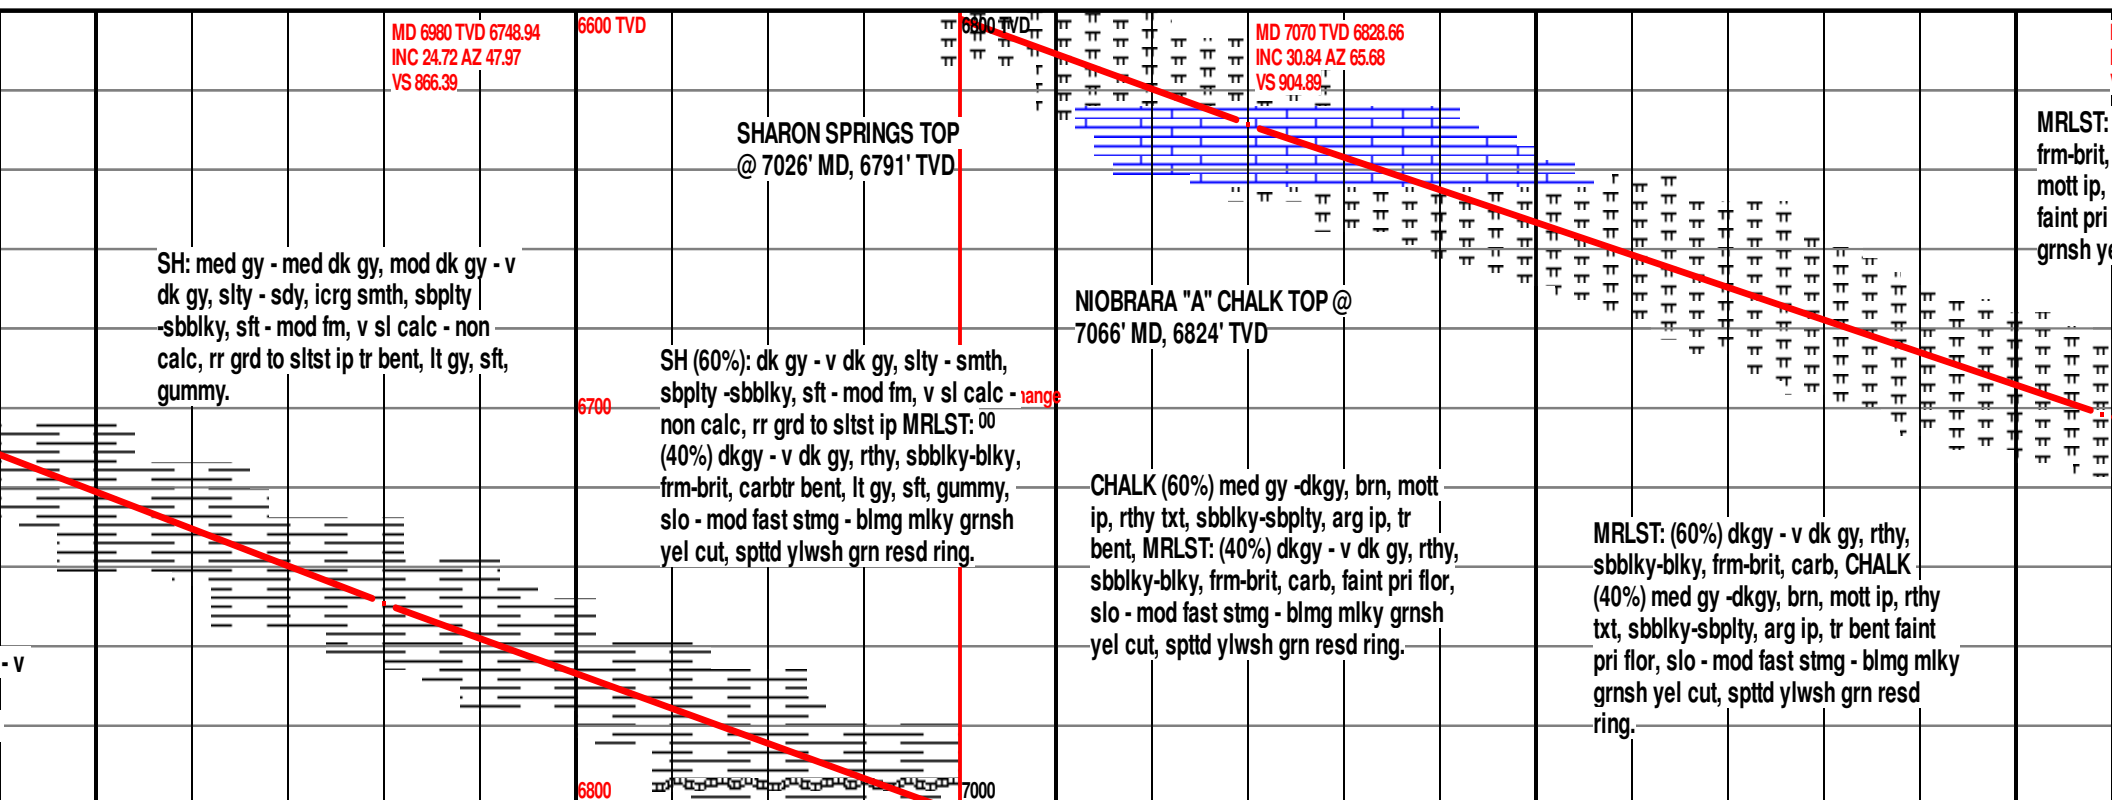 MD 6980 TVD 6748.94
INC 24.72 AZ 47.97
VS 866.39
6600 TVD
6800 TVD
MD 7070 TVD 6828.66
INC 30.84 AZ 65.68
VS 904.89
SHARON SPRINGS TOP
@ 7026' MD, 6791' TVD
MRLST:
frm-brit,
mott ip,
faint pri
grnsh ye
SH: med gy - med dk gy, mod dk gy - v
dk gy, slty - sdy, icrg smth, sbplty
-sbblky, sft - mod fm, v sl calc - non
calc, rr grd to sltst ip tr bent, lt gy, sft,
gummy.
NIOBRARA "A" CHALK TOP @
7066' MD, 6824' TVD
6700
SH (60%): dk gy - v dk gy, slty - smth,
sbplty -sbblky, sft - mod fm, v sl calc -
non calc, rr grd to sltst ip MRLST:
(40%) dkgy - v dk gy, rthy, sbblky-blky,
frm-brit, carbtr bent, lt gy, sft, gummy,
slo - mod fast stmg - blmg mlky grnsh
yel cut, spttd ylwsh grn resd ring.
hange
00
CHALK (60%) med gy -dkgy, brn, mott
ip, rthy txt, sbblky-sbplty, arg ip, tr
bent, MRLST: (40%) dkgy - v dk gy, rthy,
sbblky-blky, frm-brit, carb, faint pri flor,
slo - mod fast stmg - blmg mlky grnsh
yel cut, spttd ylwsh grn resd ring.
MRLST: (60%) dkgy - v dk gy, rthy,
sbblky-blky, frm-brit, carb, CHALK
(40%) med gy -dkgy, brn, mott ip, rthy
txt, sbblky-sbplty, arg ip, tr bent faint
pri flor, slo - mod fast stmg - blmg mlky
grnsh yel cut, spttd ylwsh grn resd
ring.
- v
6800
7000